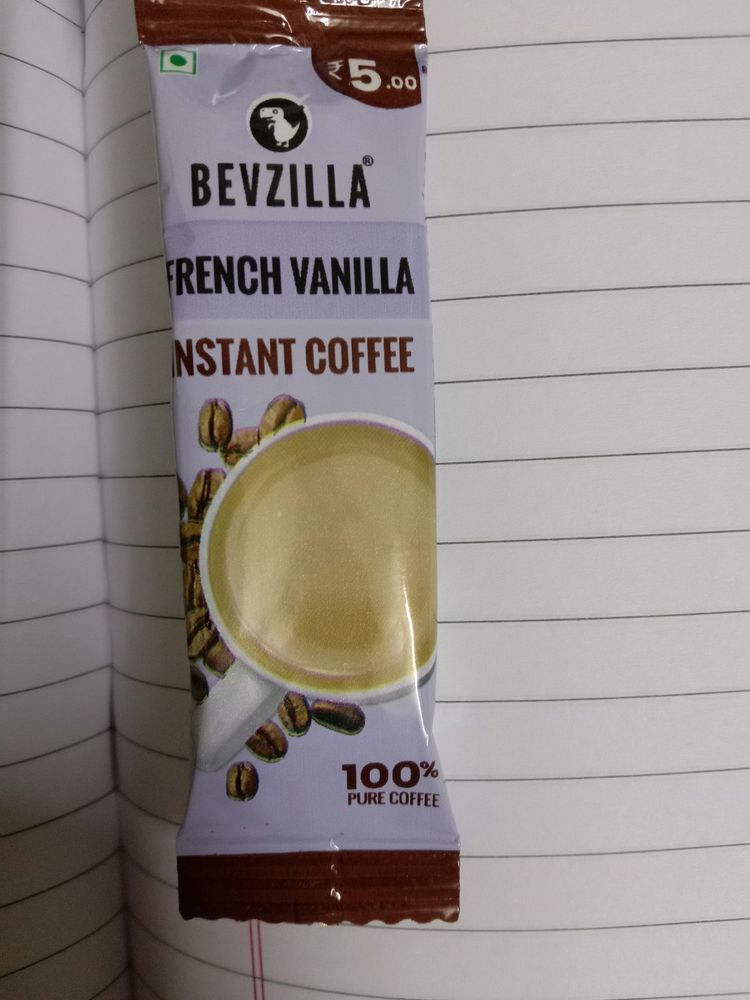 ₹5.00
BEVZILLA®
FRENCH VANILLA
INSTANT COFFEE
100%
PURE COFFEE